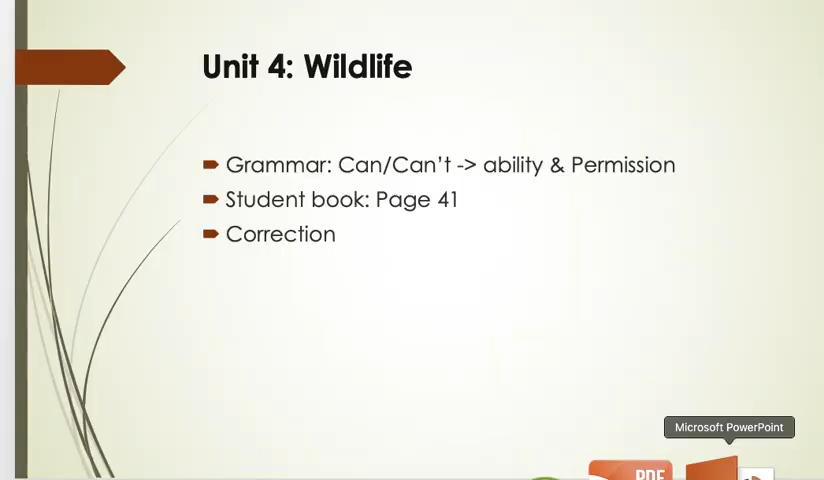 Unit 4: Wildlife
Grammar: Can/Can’t -> ability & Permission
Student book: Page 41
Correction
Microsoft PowerPoint
PDF